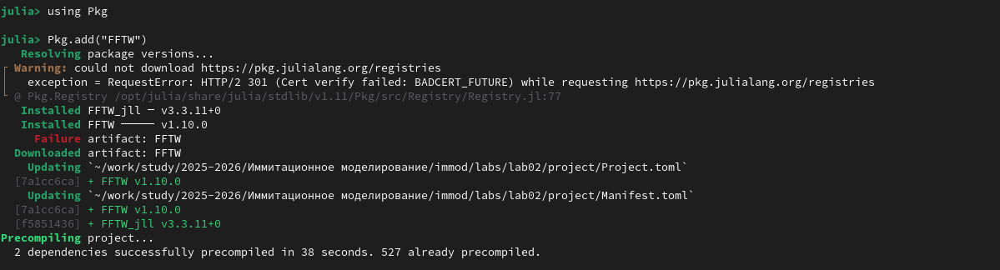 julia> using Pkg
julia> Pkg.add("FFTW")
Resolving package versions...
┌ Warning: could not download https://pkg.julialang.org/registries
│ exception = RequestError: HTTP/2 301 (Cert verify failed: BADCERT_FUTURE) while requesting https://pkg.julialang.org/registries
└ @ Pkg.Registry /opt/julia/share/julia/stdlib/v1.11/Pkg/src/Registry/Registry.jl:77
Installed FFTW_jll ─ v3.3.11+0
Installed FFTW ───── v1.10.0
Failure artifact: FFTW
Downloaded artifact: FFTW
Updating `~/work/study/2025-2026/Иммитационное моделирование/immod/labs/lab02/project/Project.toml`
[7a1cc6ca] + FFTW v1.10.0
Updating `~/work/study/2025-2026/Иммитационное моделирование/immod/labs/lab02/project/Manifest.toml`
[7a1cc6ca] + FFTW v1.10.0
[f5851436] + FFTW_jll v3.3.11+0
Precompiling project...
2 dependencies successfully precompiled in 38 seconds. 527 already precompiled.